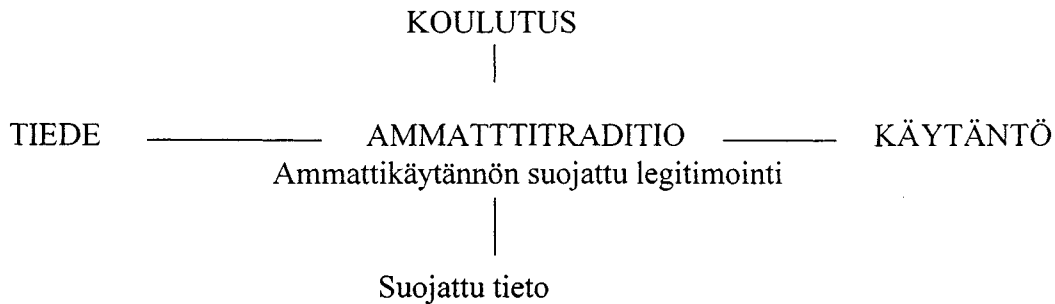 KOULUTUS
TIEDE AMMATTTITRADITIO KÄYTÄNTÖ
Ammattikäytännön suojattu legitimointi
Suojattu tieto